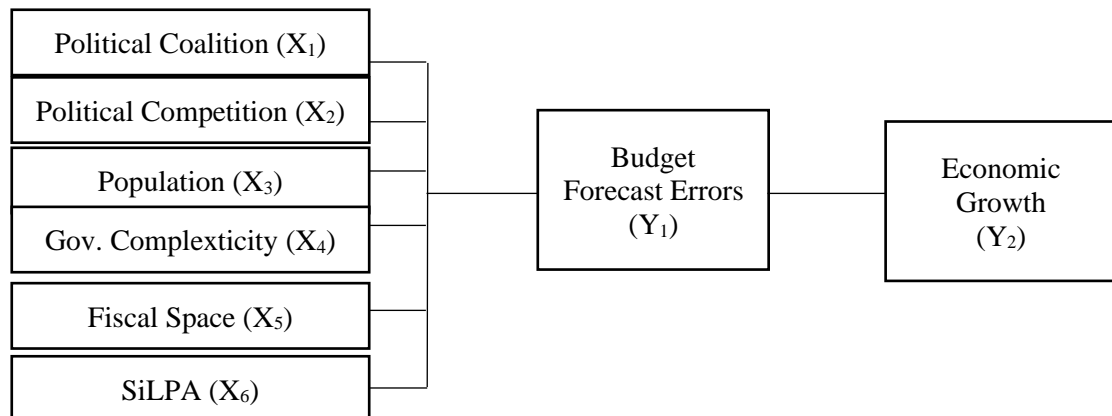 Political Coalition (X₁)
Political Competition (X₂)
Population (X₃)
Gov. Complexticity (X₄)
Fiscal Space (X₅)
SiLPA (X₆)
Budget
Forecast Errors
(Y₁)
Economic
Growth
(Y₂)